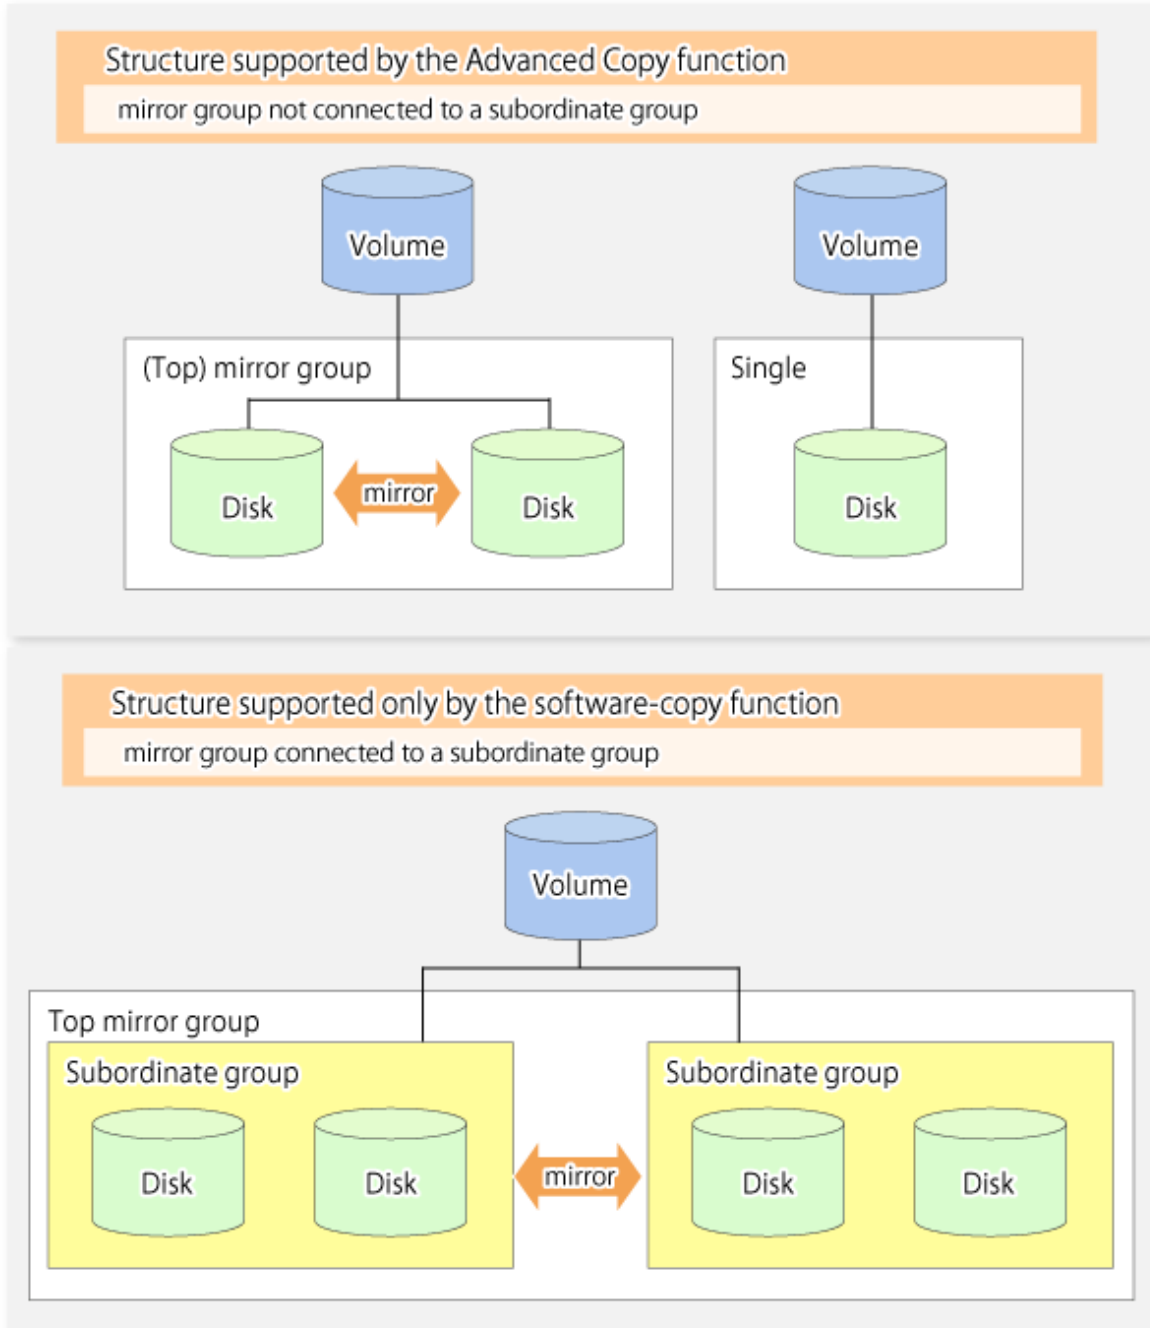 Structure supported by the Advanced Copy function
mirror group not connected to a subordinate group
Volume
Volume
(Top) mirror group
Single
Disk
mirror
Disk
Disk
Structure supported only by the software-copy function
mirror group connected to a subordinate group
Volume
Top mirror group
Subordinate group
Subordinate group
Disk
Disk
mirror
Disk
Disk